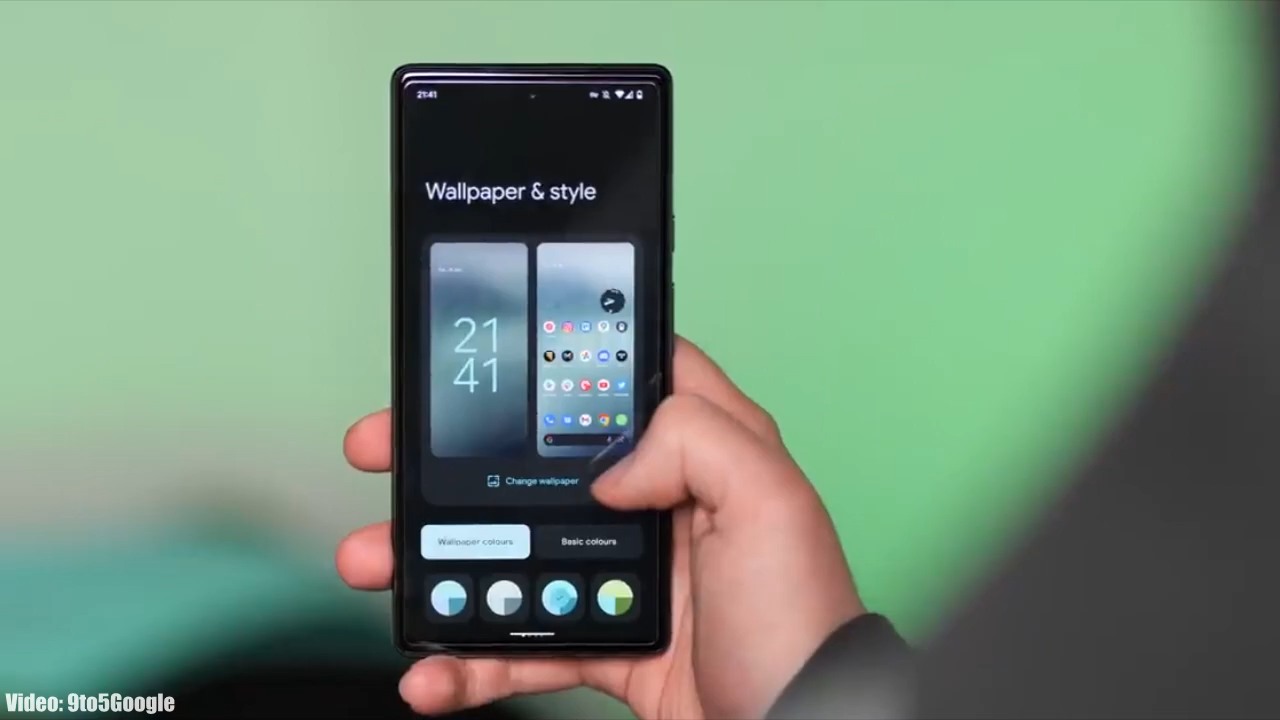 21:41
Wallpaper & style
21
41
Change wallpaper
Wallpaper colours
Basic colours
Video: 9to5Google